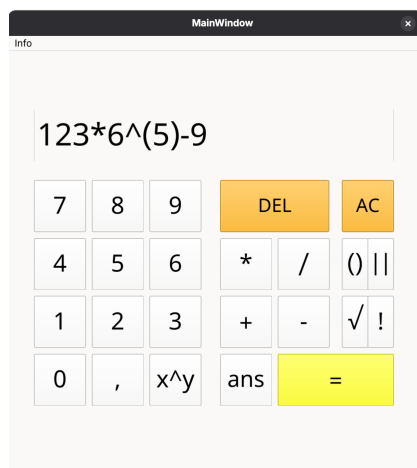 MainWindow ×
Info
123*6^(5)-9
7 8 9 DEL AC
4 5 6 * / () ||
1 2 3 + - √ !
0 , x^y ans =